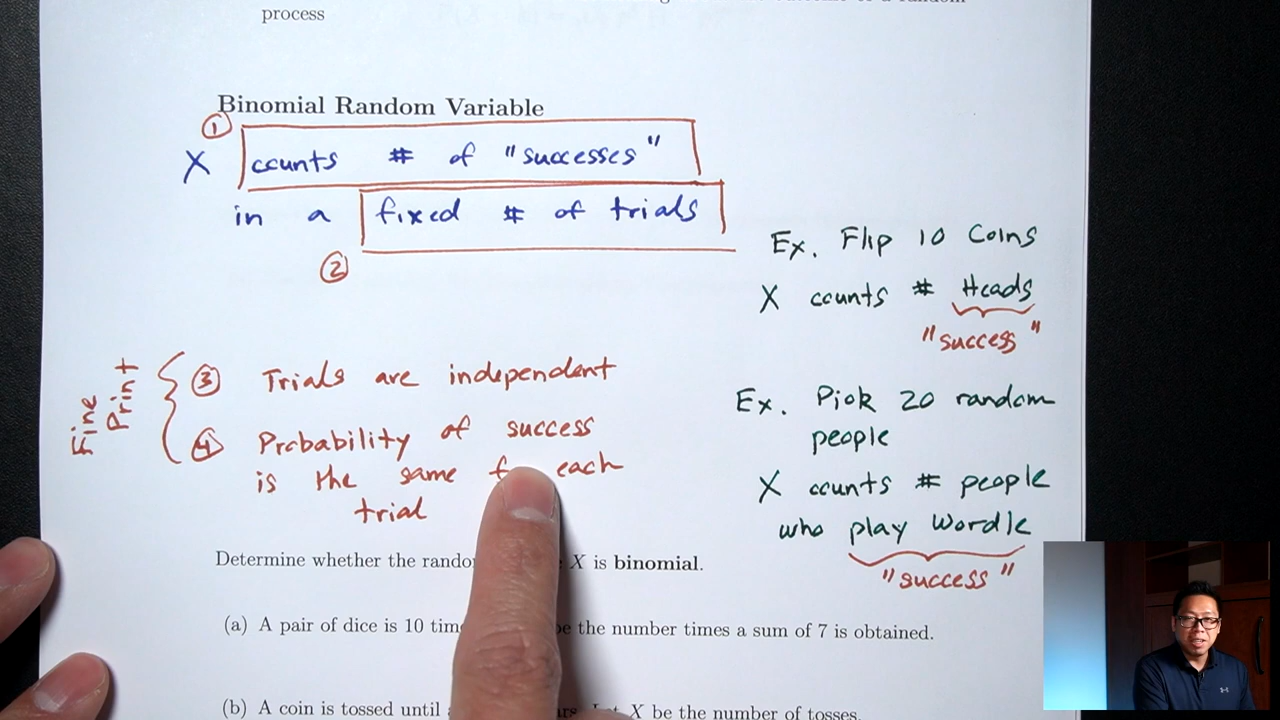 process
Binomial Random Variable
①
X counts # of "successes"
in a fixed # of trials
②
Ex. Flip 10 Coins
X counts # Heads
"success"
Fine Print
③ Trials are independent
④ Probability of success
is the same f each
trial
Ex. Pick 20 random
people
X counts # people
who play Wordle
"success"
Determine whether the X is binomial.
(a) A pair of dice is 10 the number times a sum of 7 is obtained.
(b) A coin is tossed until X be the number of tosses.